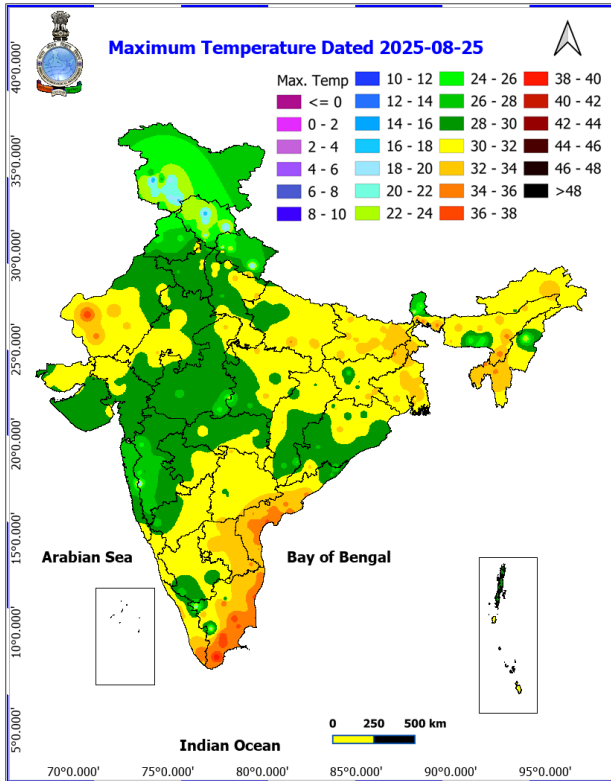 Maximum Temperature Dated 2025-08-25
Max. Temp
<= 0
0 - 2
2 - 4
4 - 6
6 - 8
8 - 10
10 - 12
12 - 14
14 - 16
16 - 18
18 - 20
20 - 22
22 - 24
24 - 26
26 - 28
28 - 30
30 - 32
32 - 34
34 - 36
36 - 38
38 - 40
40 - 42
42 - 44
44 - 46
46 - 48
>48
40°0.000'
35°0.000'
30°0.000'
25°0.000'
20°0.000'
15°0.000'
10°0.000'
5°0.000'
Arabian Sea
Bay of Bengal
Indian Ocean
0 250 500 km
70°0.000' 75°0.000' 80°0.000' 85°0.000' 90°0.000' 95°0.000'